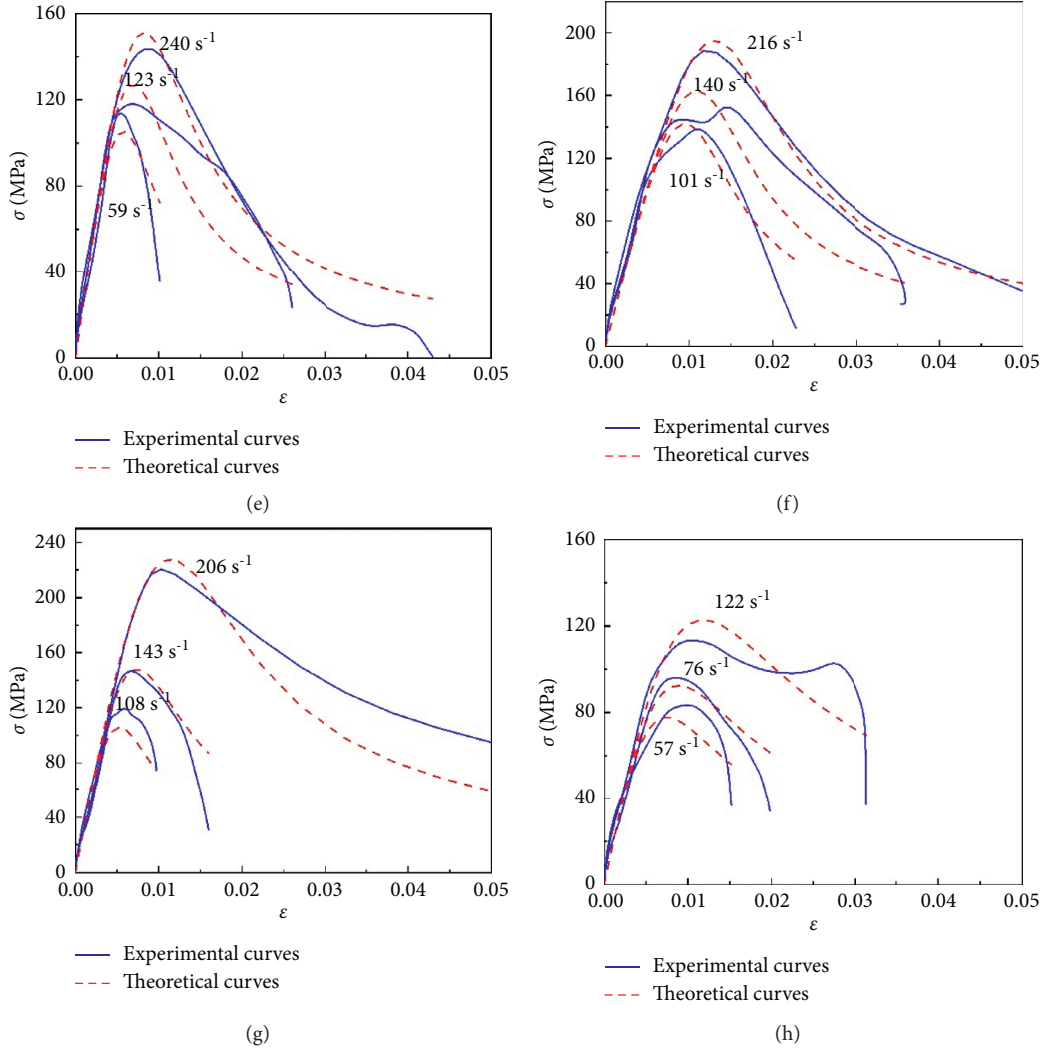 160
120
80
40
0
σ (MPa)
240 s-1
123 s-1
59 s-1
0.00 0.01 0.02 0.03 0.04 0.05
ε
Experimental curves
Theoretical curves
(e)
200
160
120
80
40
0
σ (MPa)
216 s-1
140 s-1
101 s-1
0.00 0.01 0.02 0.03 0.04 0.05
ε
Experimental curves
Theoretical curves
(f)
240
200
160
120
80
40
0
σ (MPa)
206 s-1
143 s-1
108 s-1
0.00 0.01 0.02 0.03 0.04 0.05
ε
Experimental curves
Theoretical curves
(g)
160
120
80
40
0
σ (MPa)
122 s-1
76 s-1
57 s-1
0.00 0.01 0.02 0.03 0.04 0.05
ε
Experimental curves
Theoretical curves
(h)